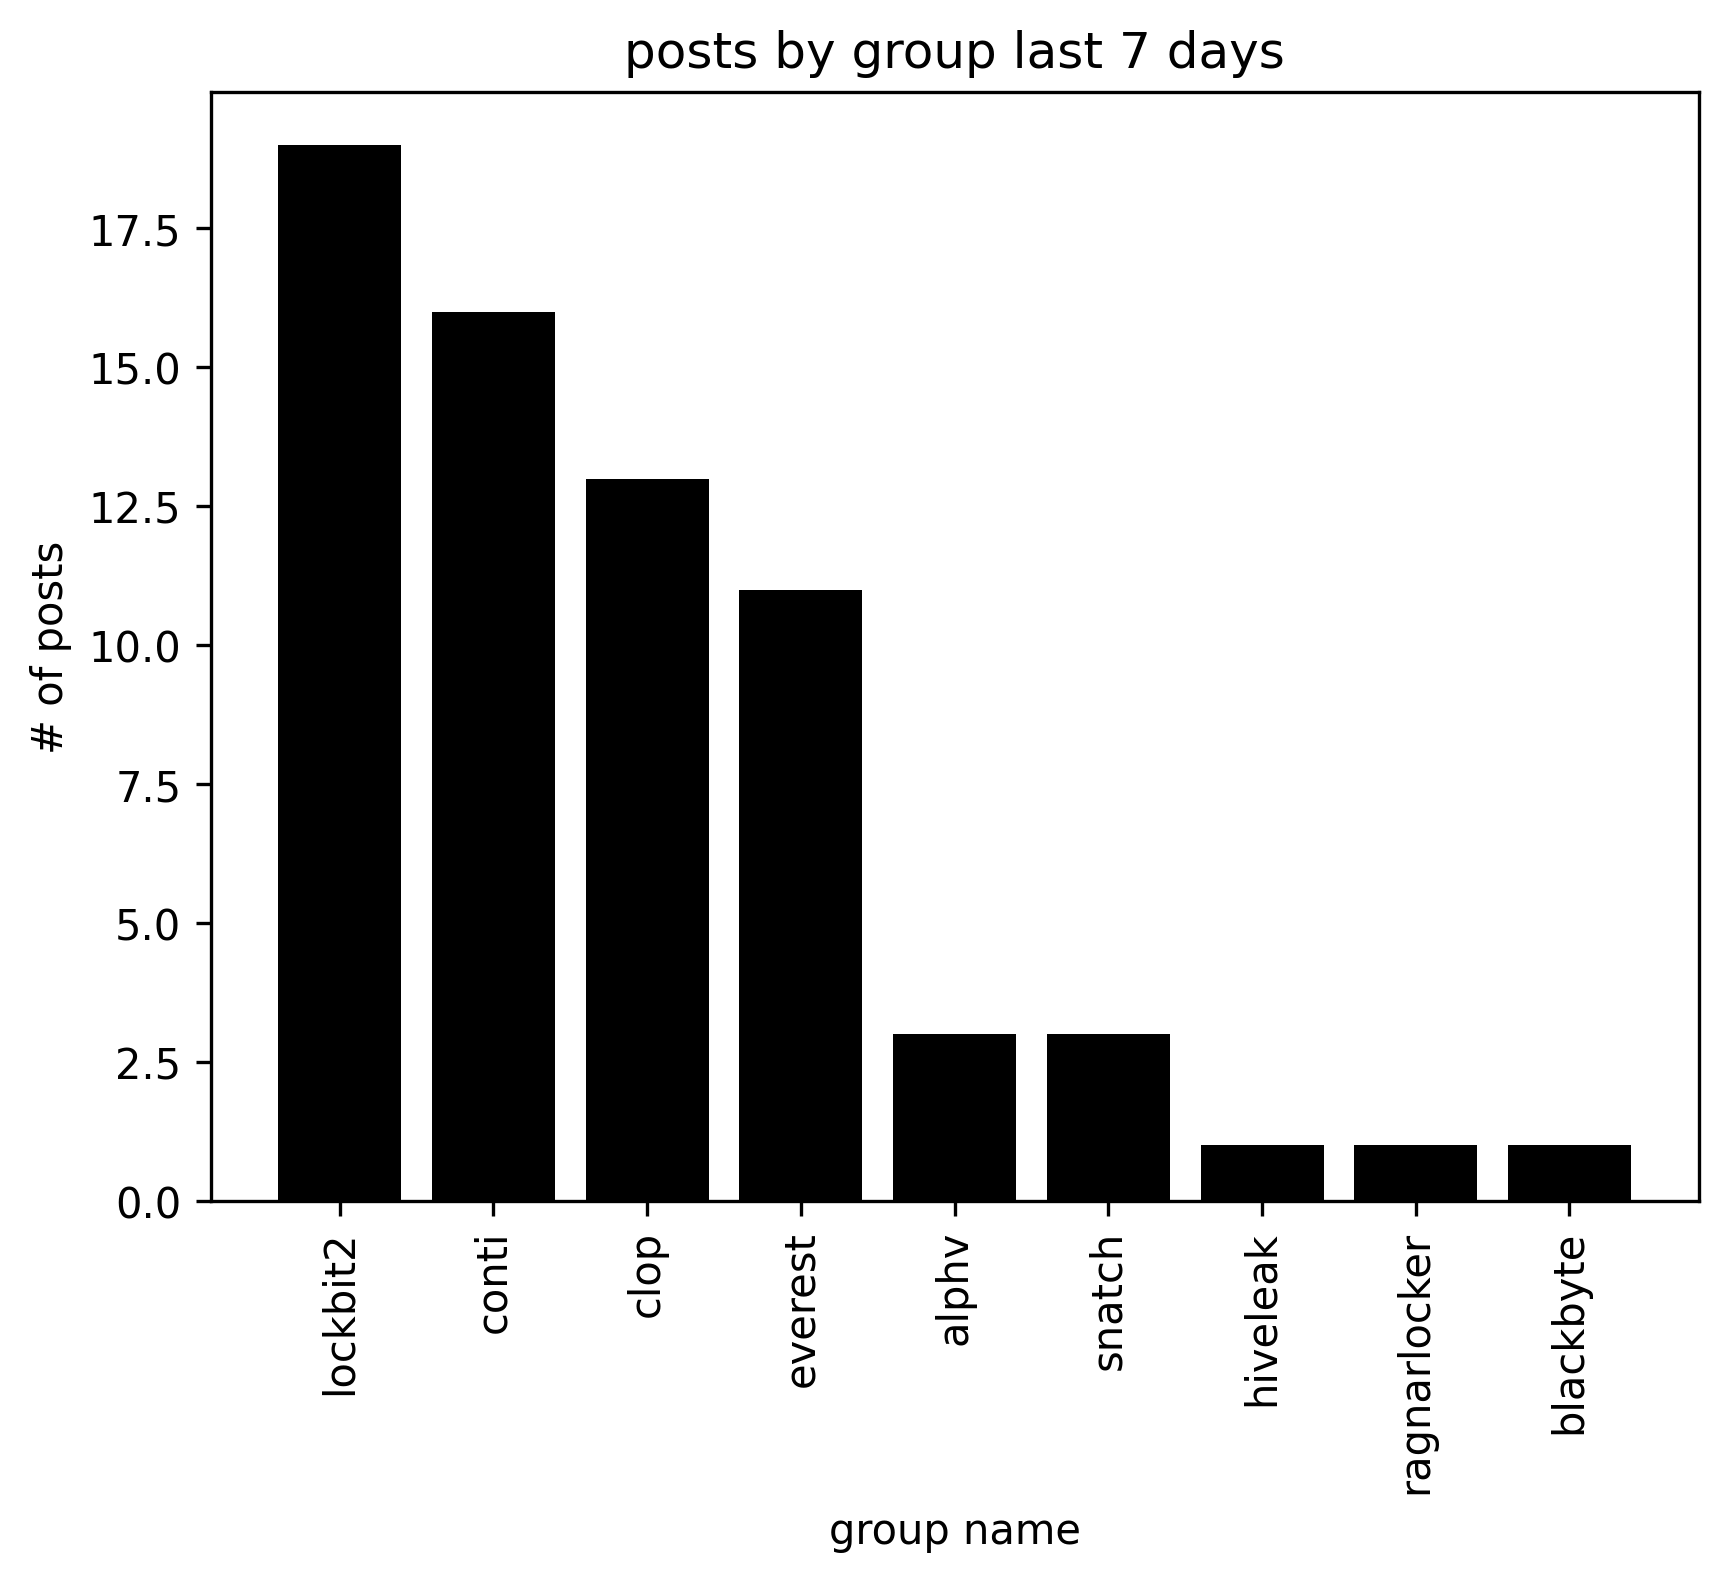 posts by group last 7 days
17.5
15.0
12.5
10.0
7.5
5.0
2.5
0.0
# of posts
lockbit2
conti
clop
everest
alphv
snatch
hiveleak
ragnarlocker
blackbyte
group name